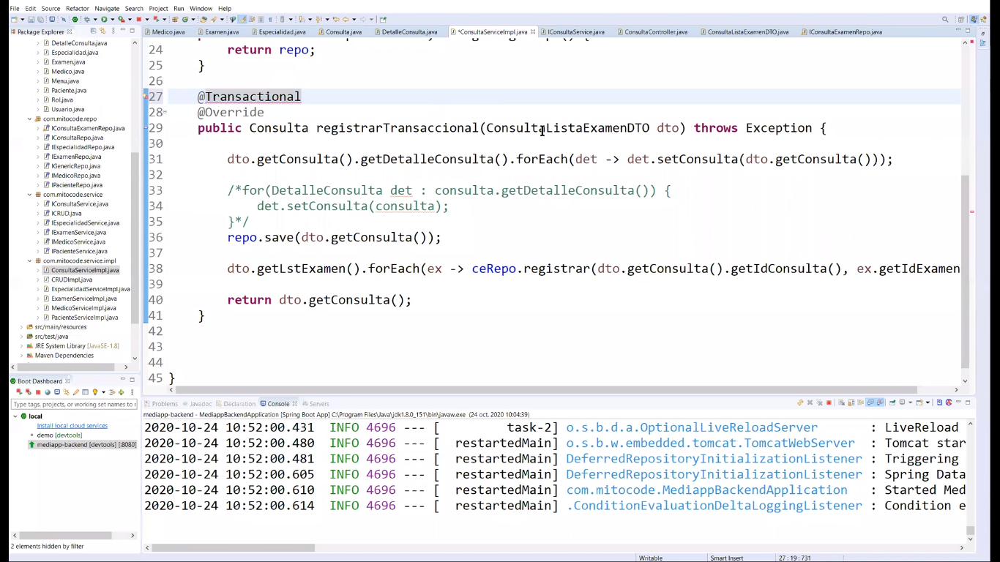 File Edit Source Refactor Navigate Search Project Run Window Help
Package Explorer
DetalleConsulta.java
Especialidad.java
Examen.java
Medico.java
Menu.java
Paciente.java
Rol.java
Usuario.java
com.mitocode.repo
IConsultaExamenRepo.java
IConsultaRepo.java
IEspecialidadRepo.java
IExamenRepo.java
IGenericRepo.java
IMedicoRepo.java
IPacienteRepo.java
com.mitocode.service
IConsultaService.java
ICRUD.java
IEspecialidadService.java
IExamenService.java
IMedicoService.java
IPacienteService.java
com.mitocode.service.impl
ConsultaServiceImpl.java
CRUDImpl.java
EspecialidadServiceImpl.java
ExamenServiceImpl.java
MedicoServiceImpl.java
PacienteServiceImpl.java
src/main/resources
src/test/java
JRE System Library [JavaSE-1.8]
Maven Dependencies
Boot Dashboard
Type tags, projects, or working set names to r
local
Install local cloud services
demo [devtools]
mediapp-backend [devtools] [:8080]
2 elements hidden by filter
Medico.java Examen.java Especialidad.java Consulta.java DetalleConsulta.java *ConsultaServiceImpl.java IConsultaService.java ConsultaController.java ConsultaListaExamenDTO.java IConsultaExamenRepo.java
24 return repo;
25 }
26
27 @Transactional
28 @Override
29 public Consulta registrarTransaccional(ConsultaListaExamenDTO dto) throws Exception {
30
31 dto.getConsulta().getDetalleConsulta().forEach(det -> det.setConsulta(dto.getConsulta()));
32
33 /*for(DetalleConsulta det : consulta.getDetalleConsulta()) {
34 det.setConsulta(consulta);
35 }*/
36 repo.save(dto.getConsulta());
37
38 dto.getLstExamen().forEach(ex -> ceRepo.registrar(dto.getConsulta().getIdConsulta(), ex.getIdExamen
39
40 return dto.getConsulta();
41 }
42
43
44
45 }
Problems Javadoc Declaration Console Servers
mediapp-backend - MediappBackendApplication [Spring Boot App] C:\Program Files\Java\jdk1.8.0_151\bin\javaw.exe (24 oct. 2020 10:04:39)
2020-10-24 10:52:00.431 INFO 4696 --- [ task-2] o.s.b.d.a.OptionalLiveReloadServer : LiveReload
2020-10-24 10:52:00.480 INFO 4696 --- [ restartedMain] o.s.b.w.embedded.tomcat.TomcatWebServer : Tomcat star
2020-10-24 10:52:00.481 INFO 4696 --- [ restartedMain] DeferredRepositoryInitializationListener : Triggering
2020-10-24 10:52:00.605 INFO 4696 --- [ restartedMain] DeferredRepositoryInitializationListener : Spring Data
2020-10-24 10:52:00.610 INFO 4696 --- [ restartedMain] com.mitocode.MediappBackendApplication : Started Med
2020-10-24 10:52:00.614 INFO 4696 --- [ restartedMain] .ConditionEvaluationDeltaLoggingListener : Condition e
Writable Smart Insert 27 : 19 : 731